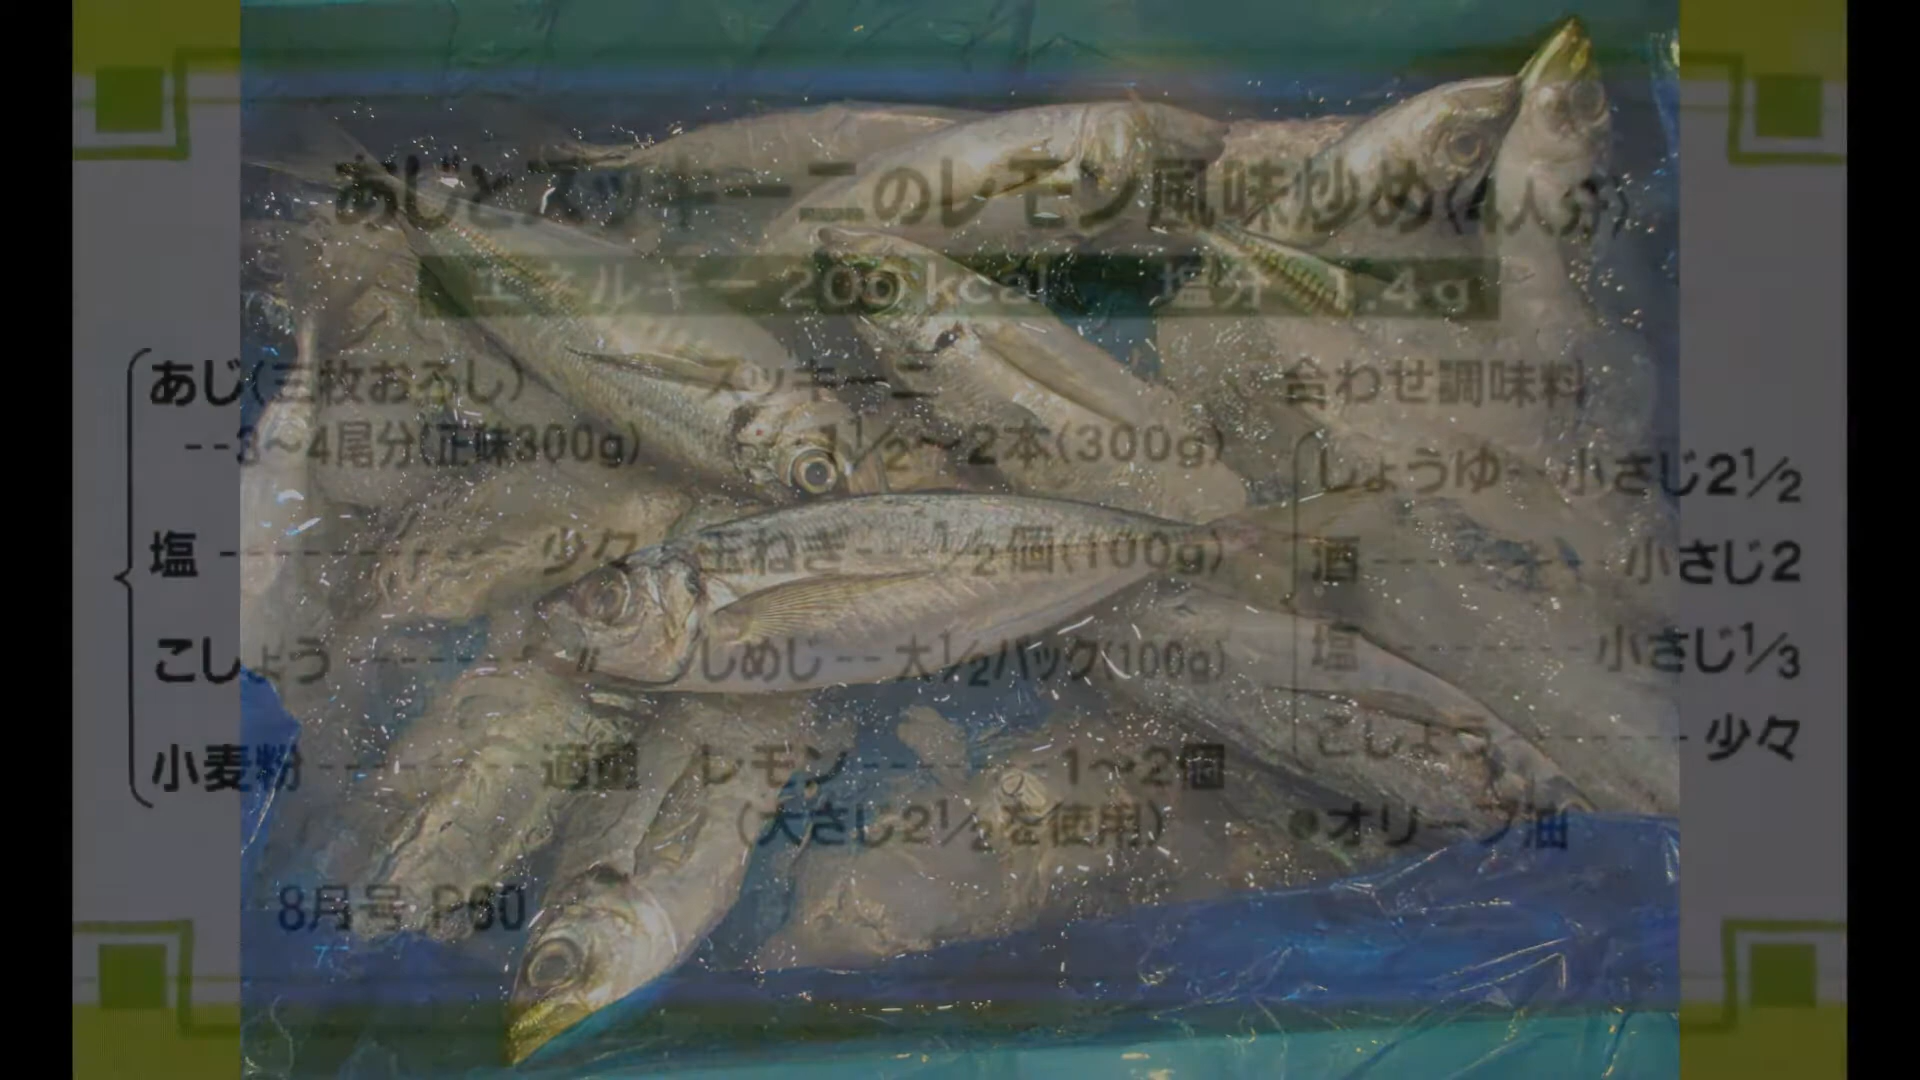 あじとズッキーニのレモン風味炒め(4人分)
エネルギー 206 kcal 塩分 1.4g
あじ(三枚おろし)
--3〜4尾分(正味300g)
塩 ------------ 少々
こしょう ------- 〃
小麦粉 -------- 適量
ズッキーニ
-- 1 1/2〜2本(300g)
玉ねぎ-- 1/2個(100g)
しめじ-- 大1/2パック(100g)
レモン------- 1〜2個
(大さじ2 1/2を使用)
合わせ調味料
しょうゆ-- 小さじ2 1/2
酒 --------- 小さじ2
塩 --------- 小さじ1/3
こしょう ------- 少々
●オリーブ油
8月号 P60